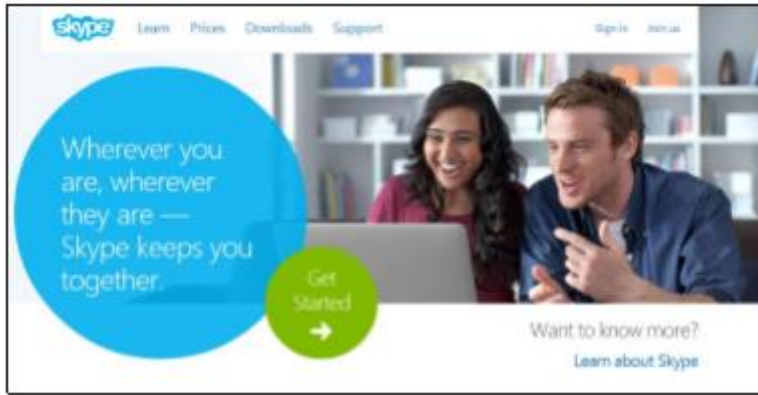 skype Learn Prices Downloads Support Sign in Join us
Wherever you
are, wherever
they are —
Skype keeps you
together.
Get
Started
Want to know more?
Learn about Skype